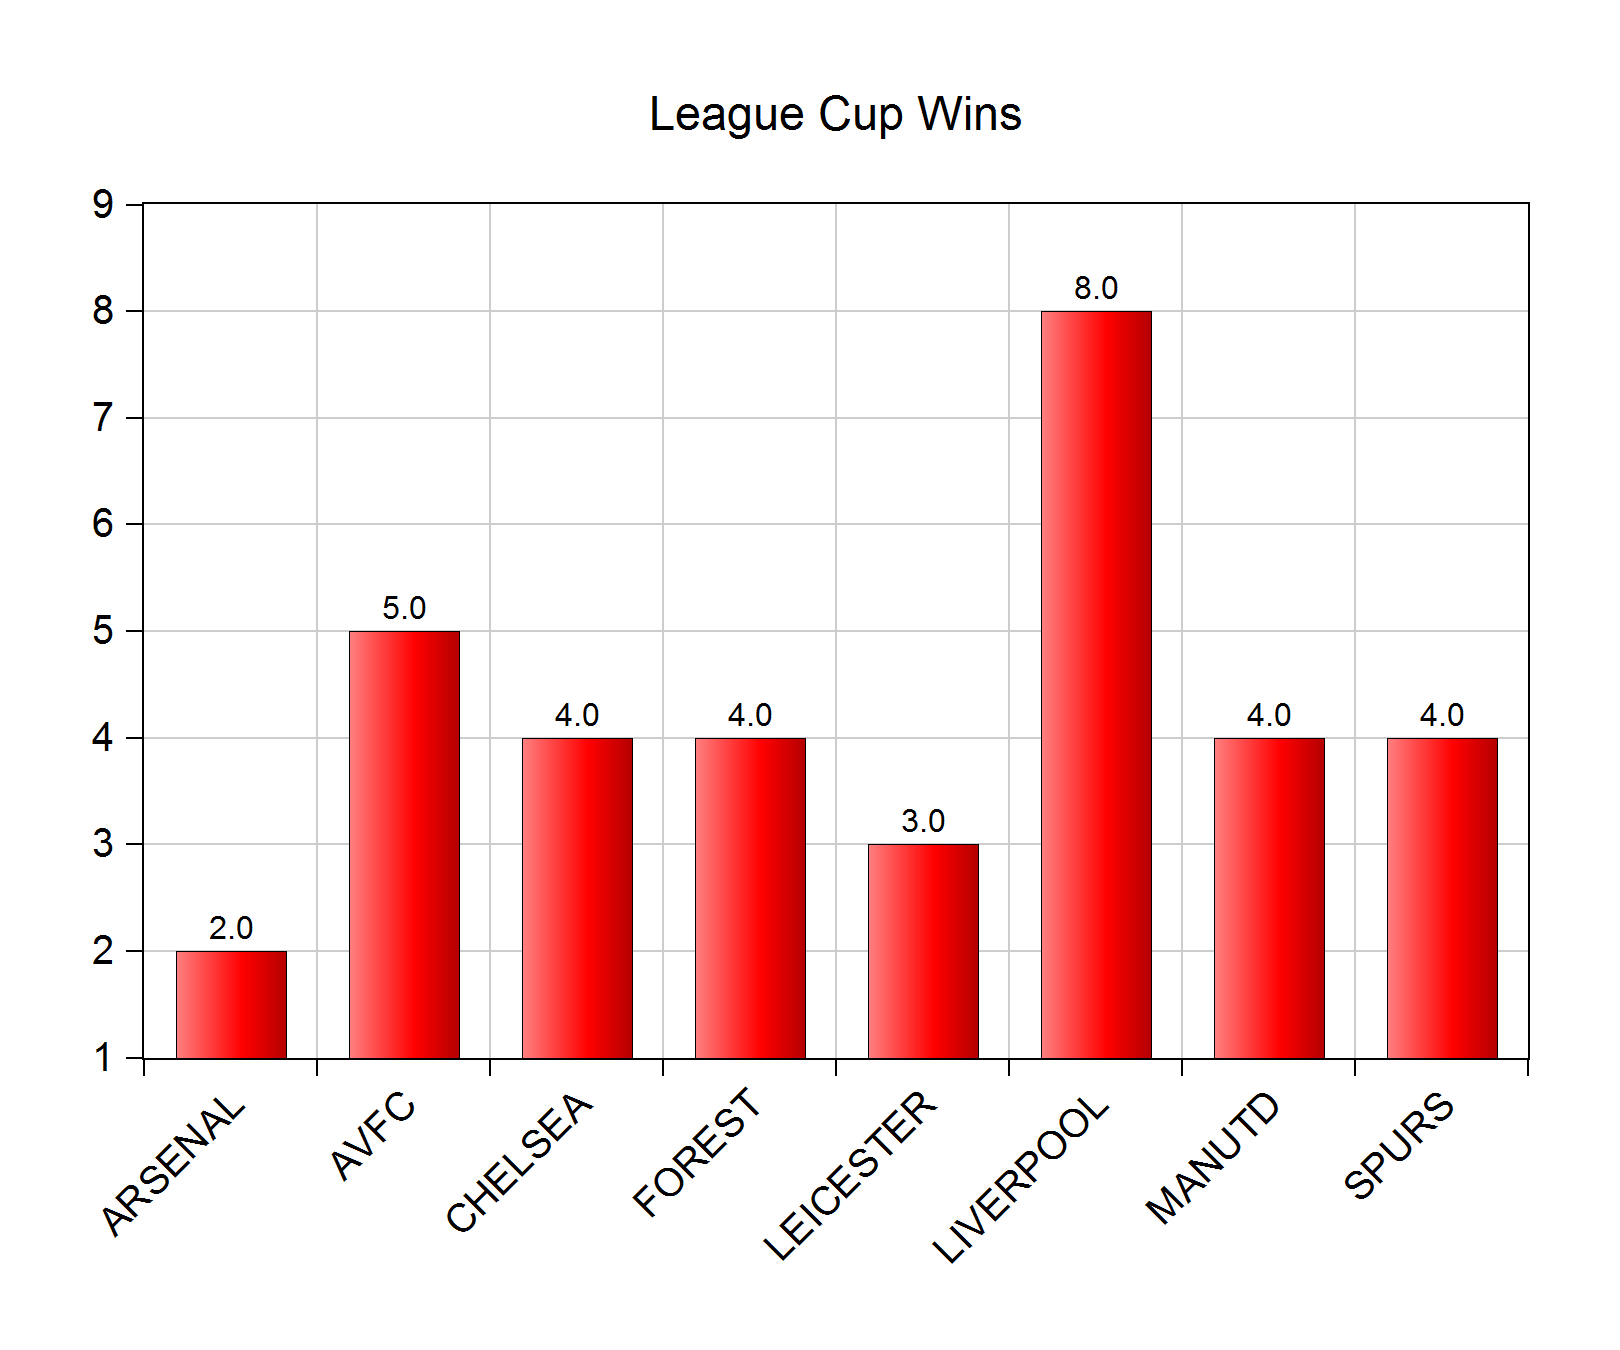 League Cup Wins
9
8
7
6
5
4
3
2
1
2.0
5.0
4.0
4.0
3.0
8.0
4.0
4.0
ARSENAL
AVFC
CHELSEA
FOREST
LEICESTER
LIVERPOOL
MANUTD
SPURS